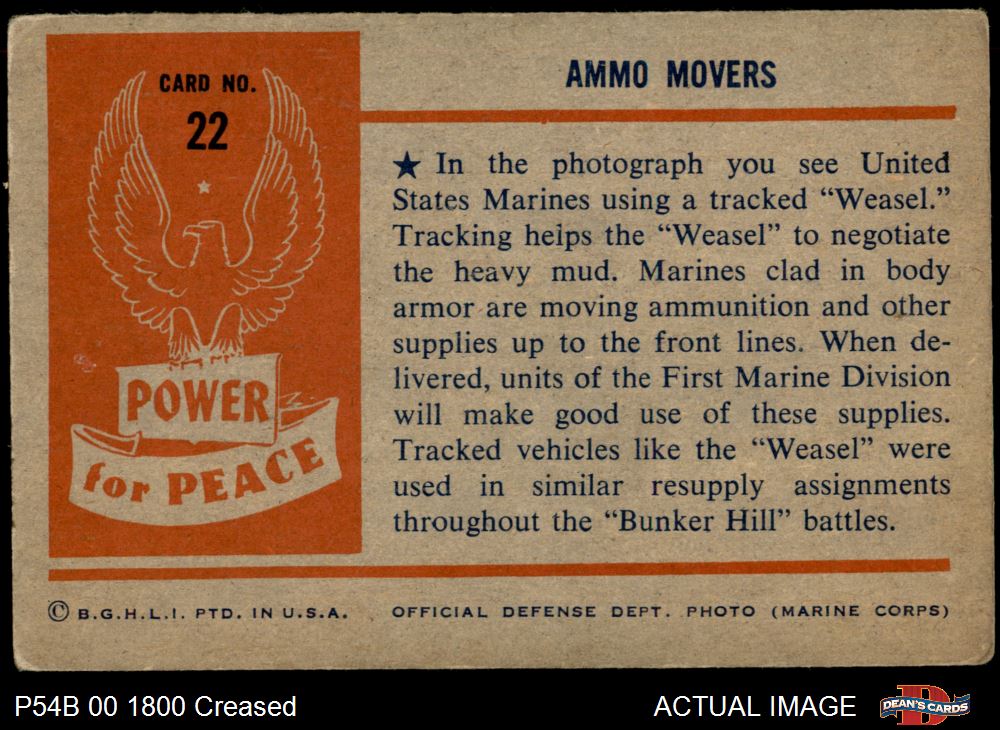 CARD NO.
22
POWER
for PEACE
AMMO MOVERS
★ In the photograph you see United
States Marines using a tracked “Weasel.”
Tracking helps the “Weasel” to negotiate
the heavy mud. Marines clad in body
armor are moving ammunition and other
supplies up to the front lines. When de-
livered, units of the First Marine Division
will make good use of these supplies.
Tracked vehicles like the “Weasel” were
used in similar resupply assignments
throughout the “Bunker Hill” battles.
© B.G.H.L.I. PTD. IN U.S.A.
OFFICIAL DEFENSE DEPT. PHOTO (MARINE CORPS)
P54B 00 1800 Creased
ACTUAL IMAGE
D
DEAN'S CARDS